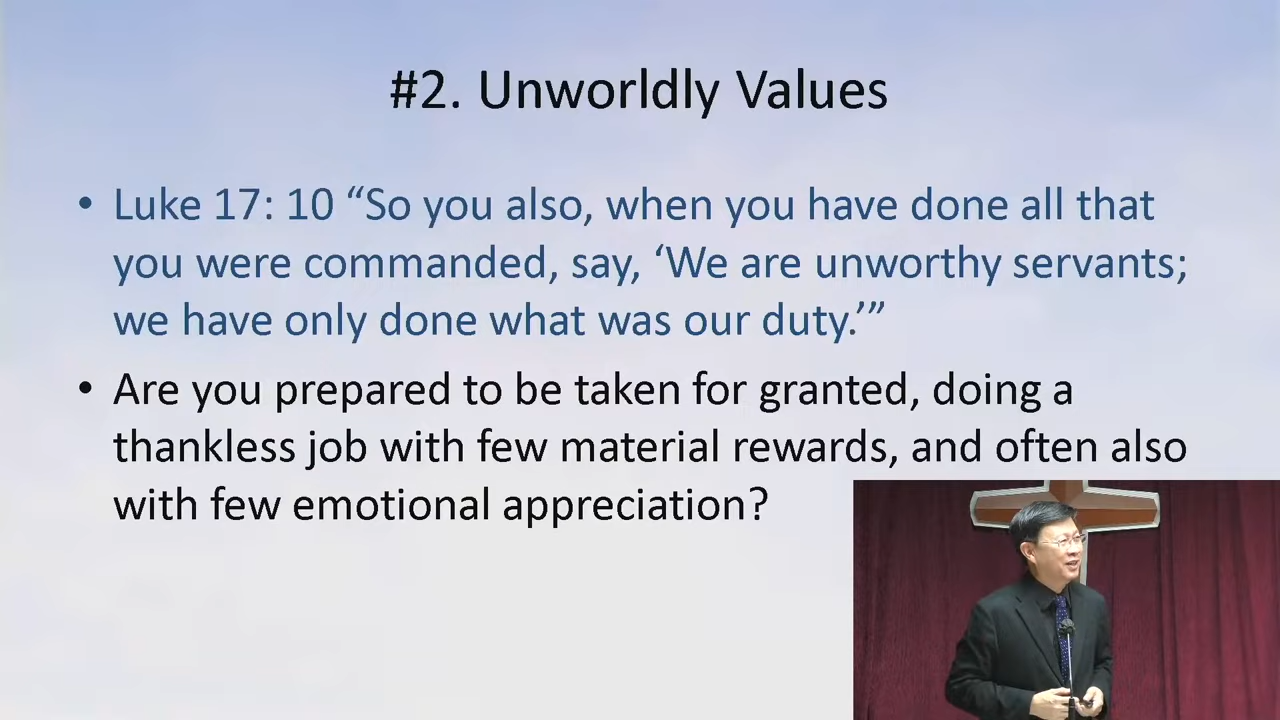 #2. Unworldly Values
• Luke 17: 10 “So you also, when you have done all that
you were commanded, say, ‘We are unworthy servants;
we have only done what was our duty.’”
• Are you prepared to be taken for granted, doing a
thankless job with few material rewards, and often also
with few emotional appreciation?